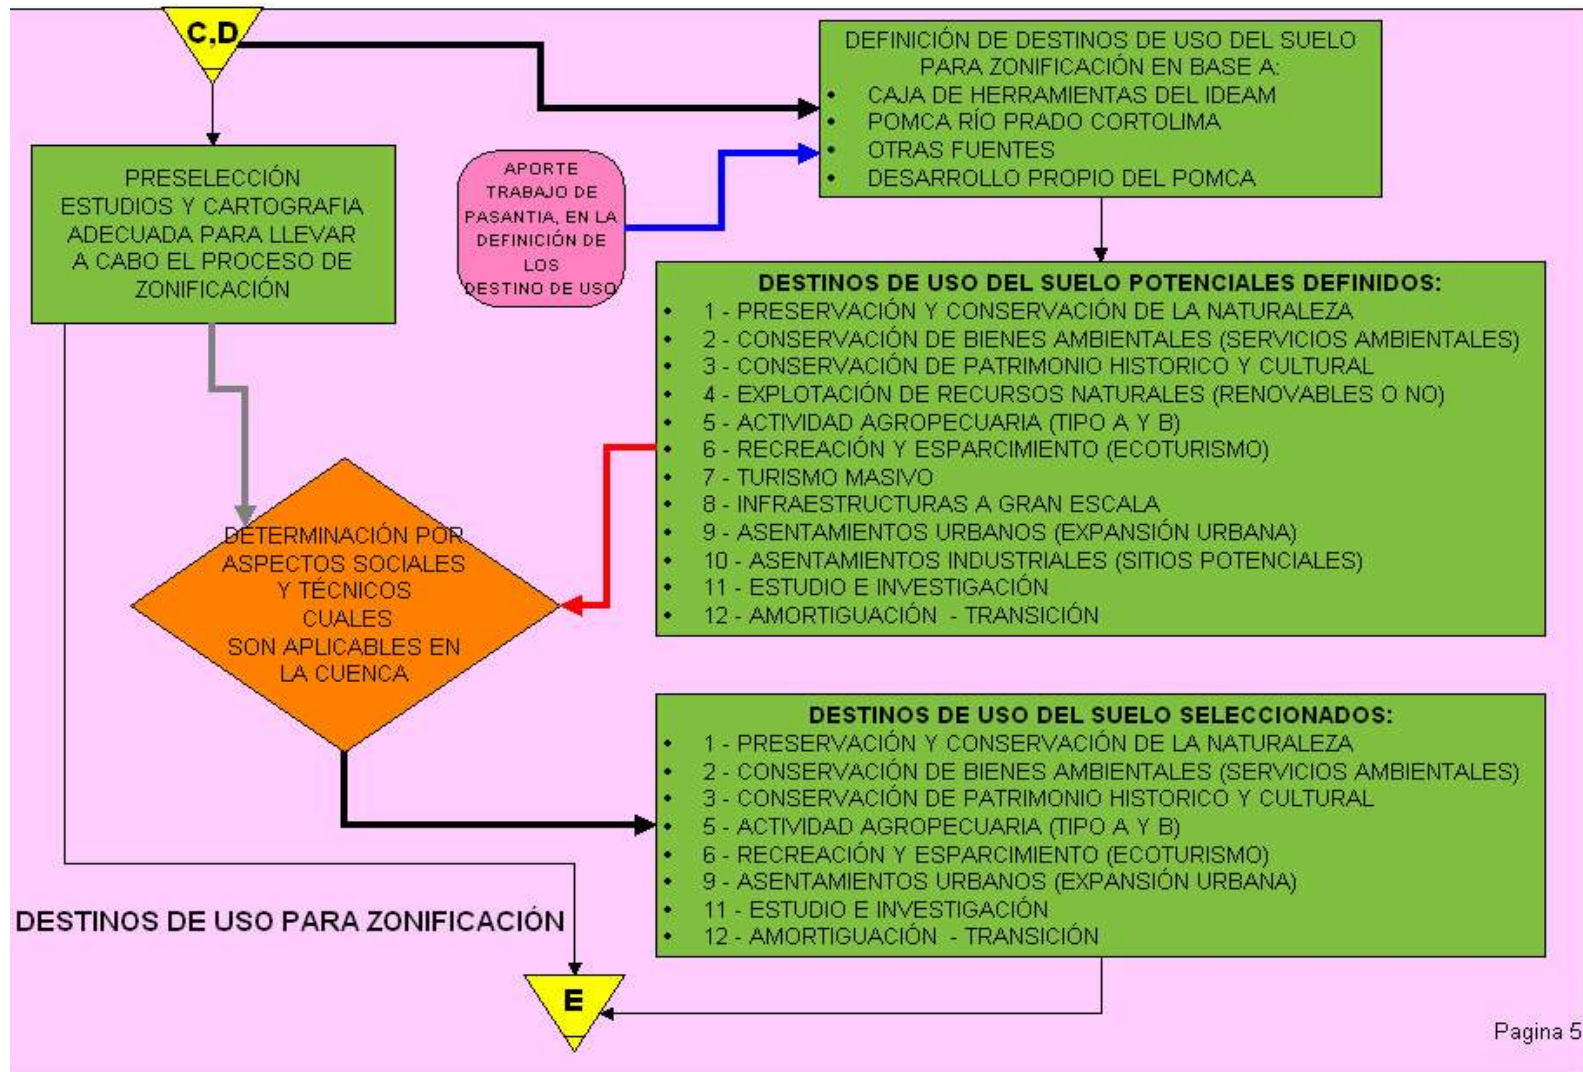 C,D
DEFINICIÓN DE DESTINOS DE USO DEL SUELO
PARA ZONIFICACIÓN EN BASE A:
• CAJA DE HERRAMIENTAS DEL IDEAM
• POMCA RÍO PRADO CORTOLIMA
• OTRAS FUENTES
• DESARROLLO PROPIO DEL POMCA
PRESELECCIÓN
ESTUDIOS Y CARTOGRAFIA
ADECUADA PARA LLEVAR
A CABO EL PROCESO DE
ZONIFICACIÓN
APORTE
TRABAJO DE
PASANTIA, EN LA
DEFINICIÓN DE
LOS
DESTINO DE USO
DESTINOS DE USO DEL SUELO POTENCIALES DEFINIDOS:
• 1 - PRESERVACIÓN Y CONSERVACIÓN DE LA NATURALEZA
• 2 - CONSERVACIÓN DE BIENES AMBIENTALES (SERVICIOS AMBIENTALES)
• 3 - CONSERVACIÓN DE PATRIMONIO HISTORICO Y CULTURAL
• 4 - EXPLOTACIÓN DE RECURSOS NATURALES (RENOVABLES O NO)
• 5 - ACTIVIDAD AGROPECUARIA (TIPO A Y B)
• 6 - RECREACIÓN Y ESPARCIMIENTO (ECOTURISMO)
• 7 - TURISMO MASIVO
• 8 - INFRAESTRUCTURAS A GRAN ESCALA
• 9 - ASENTAMIENTOS URBANOS (EXPANSIÓN URBANA)
• 10 - ASENTAMIENTOS INDUSTRIALES (SITIOS POTENCIALES)
• 11 - ESTUDIO E INVESTIGACIÓN
• 12 - AMORTIGUACIÓN - TRANSICIÓN
DETERMINACIÓN POR
ASPECTOS SOCIALES
Y TÉCNICOS
CUALES
SON APLICABLES EN
LA CUENCA
DESTINOS DE USO DEL SUELO SELECCIONADOS:
• 1 - PRESERVACIÓN Y CONSERVACIÓN DE LA NATURALEZA
• 2 - CONSERVACIÓN DE BIENES AMBIENTALES (SERVICIOS AMBIENTALES)
• 3 - CONSERVACIÓN DE PATRIMONIO HISTORICO Y CULTURAL
• 5 - ACTIVIDAD AGROPECUARIA (TIPO A Y B)
• 6 - RECREACIÓN Y ESPARCIMIENTO (ECOTURISMO)
• 9 - ASENTAMIENTOS URBANOS (EXPANSIÓN URBANA)
• 11 - ESTUDIO E INVESTIGACIÓN
• 12 - AMORTIGUACIÓN - TRANSICIÓN
DESTINOS DE USO PARA ZONIFICACIÓN
E
Pagina 5